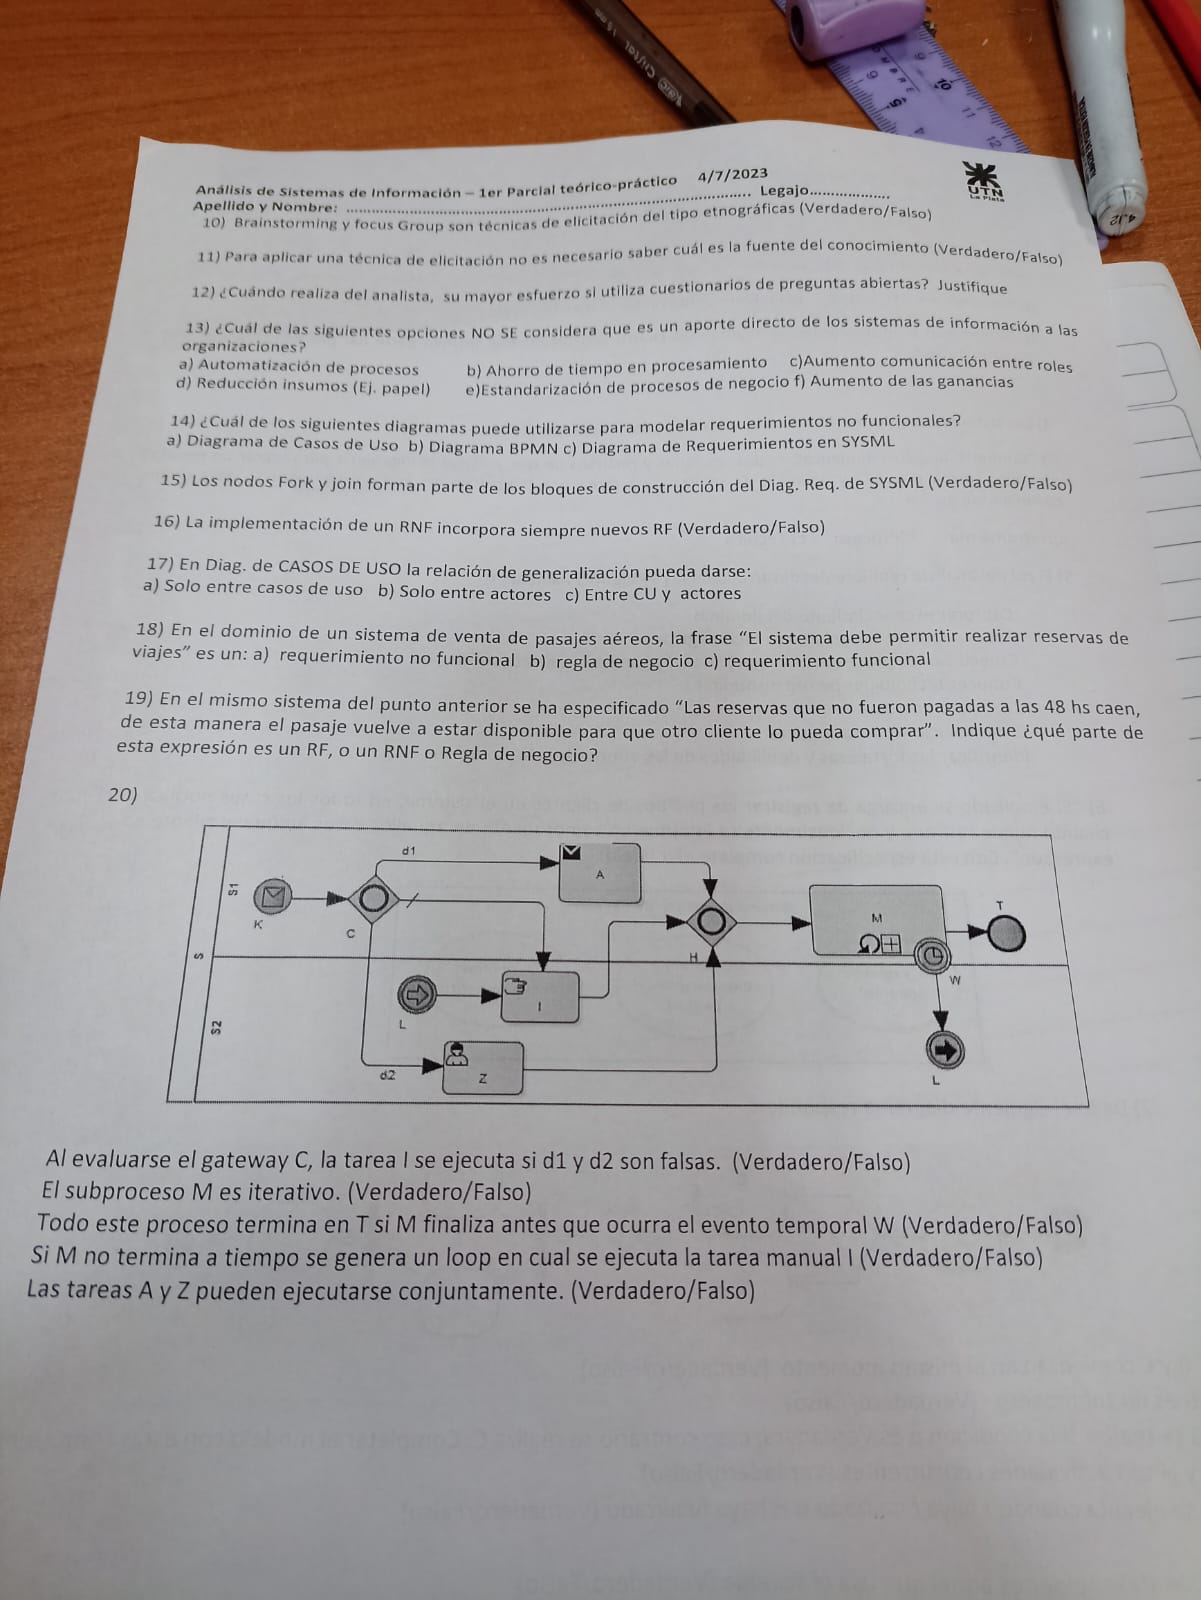 Análisis de Sistemas de Información – 1er Parcial teórico-práctico 4/7/2023
Apellido y Nombre: ........................................ Legajo..................
UTN
La Plata
10) Brainstorming y focus Group son técnicas de elicitación del tipo etnográficas (Verdadero/Falso)
11) Para aplicar una técnica de elicitación no es necesario saber cuál es la fuente del conocimiento (Verdadero/Falso)
12) ¿Cuándo realiza del analista, su mayor esfuerzo si utiliza cuestionarios de preguntas abiertas? Justifique
13) ¿Cuál de las siguientes opciones NO SE considera que es un aporte directo de los sistemas de información a las
organizaciones?
a) Automatización de procesos b) Ahorro de tiempo en procesamiento c)Aumento comunicación entre roles
d) Reducción insumos (Ej. papel) e)Estandarización de procesos de negocio f) Aumento de las ganancias
14) ¿Cuál de los siguientes diagramas puede utilizarse para modelar requerimientos no funcionales?
a) Diagrama de Casos de Uso b) Diagrama BPMN c) Diagrama de Requerimientos en SYSML
15) Los nodos Fork y join forman parte de los bloques de construcción del Diag. Req. de SYSML (Verdadero/Falso)
16) La implementación de un RNF incorpora siempre nuevos RF (Verdadero/Falso)
17) En Diag. de CASOS DE USO la relación de generalización pueda darse:
a) Solo entre casos de uso b) Solo entre actores c) Entre CU y actores
18) En el dominio de un sistema de venta de pasajes aéreos, la frase “El sistema debe permitir realizar reservas de
viajes” es un: a) requerimiento no funcional b) regla de negocio c) requerimiento funcional
19) En el mismo sistema del punto anterior se ha especificado “Las reservas que no fueron pagadas a las 48 hs caen,
de esta manera el pasaje vuelve a estar disponible para que otro cliente lo pueda comprar”. Indique ¿qué parte de
esta expresión es un RF, o un RNF o Regla de negocio?
20)
S
S1
S2
K
C
d1
A
H
M
T
W
L
I
d2
Z
L
Al evaluarse el gateway C, la tarea I se ejecuta si d1 y d2 son falsas. (Verdadero/Falso)
El subproceso M es iterativo. (Verdadero/Falso)
Todo este proceso termina en T si M finaliza antes que ocurra el evento temporal W (Verdadero/Falso)
Si M no termina a tiempo se genera un loop en cual se ejecuta la tarea manual I (Verdadero/Falso)
Las tareas A y Z pueden ejecutarse conjuntamente. (Verdadero/Falso)